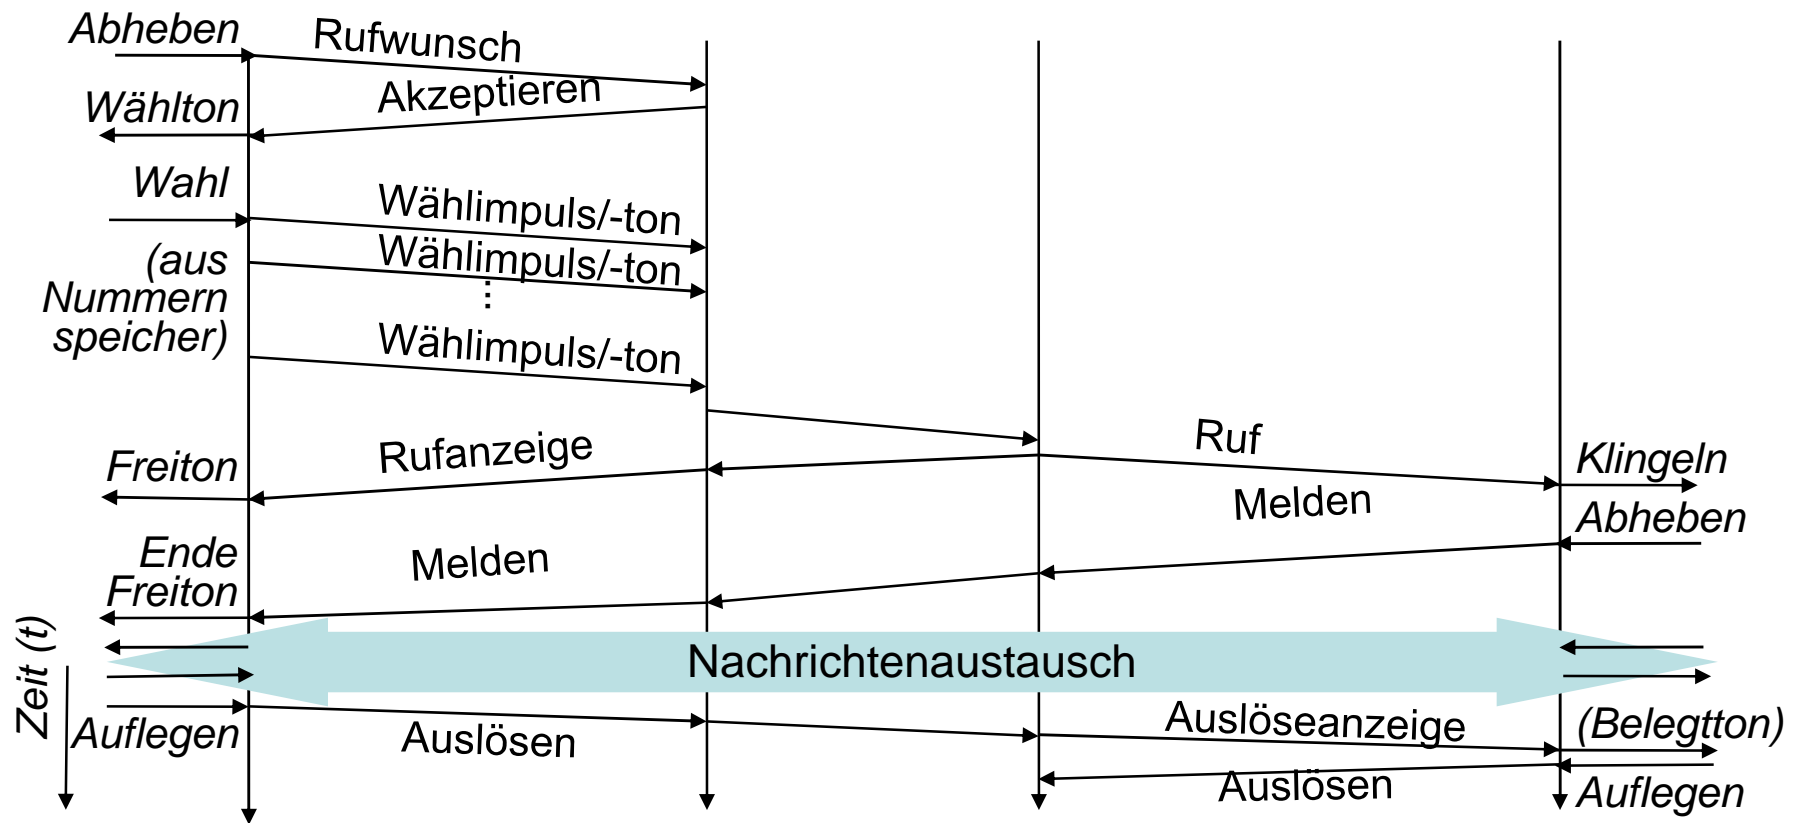 Abheben
Rufwunsch
Akzeptieren
Wählton
Wahl
Wählimpuls/-ton
Wählimpuls/-ton
(aus
Nummern
speicher)
⋮
Wählimpuls/-ton
Ruf
Rufanzeige
Freiton
Klingeln
Melden
Abheben
Ende
Freiton
Melden
Zeit (t)
Nachrichtenaustausch
Auflegen
Auslösen
Auslöseanzeige
(Belegtton)
Auslösen
Auflegen